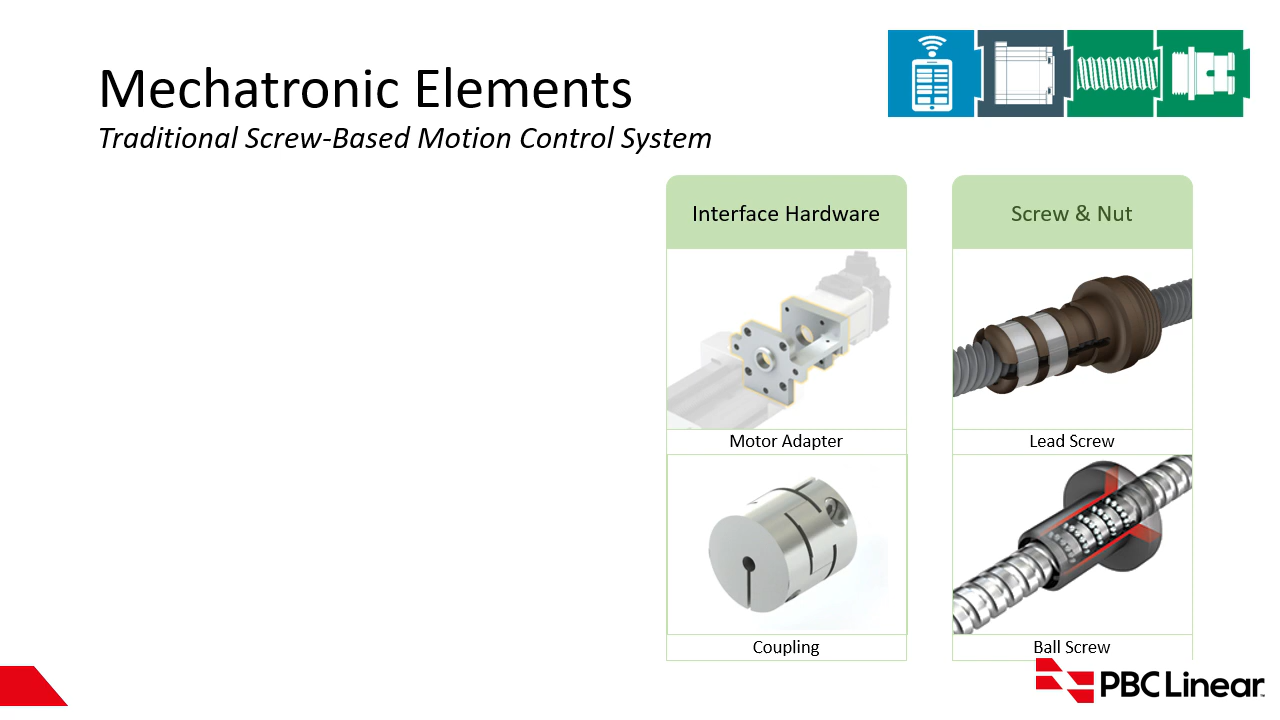 Mechatronic Elements
Traditional Screw-Based Motion Control System
Interface Hardware
Screw & Nut
Motor Adapter
Lead Screw
Coupling
Ball Screw
PBC Linear™